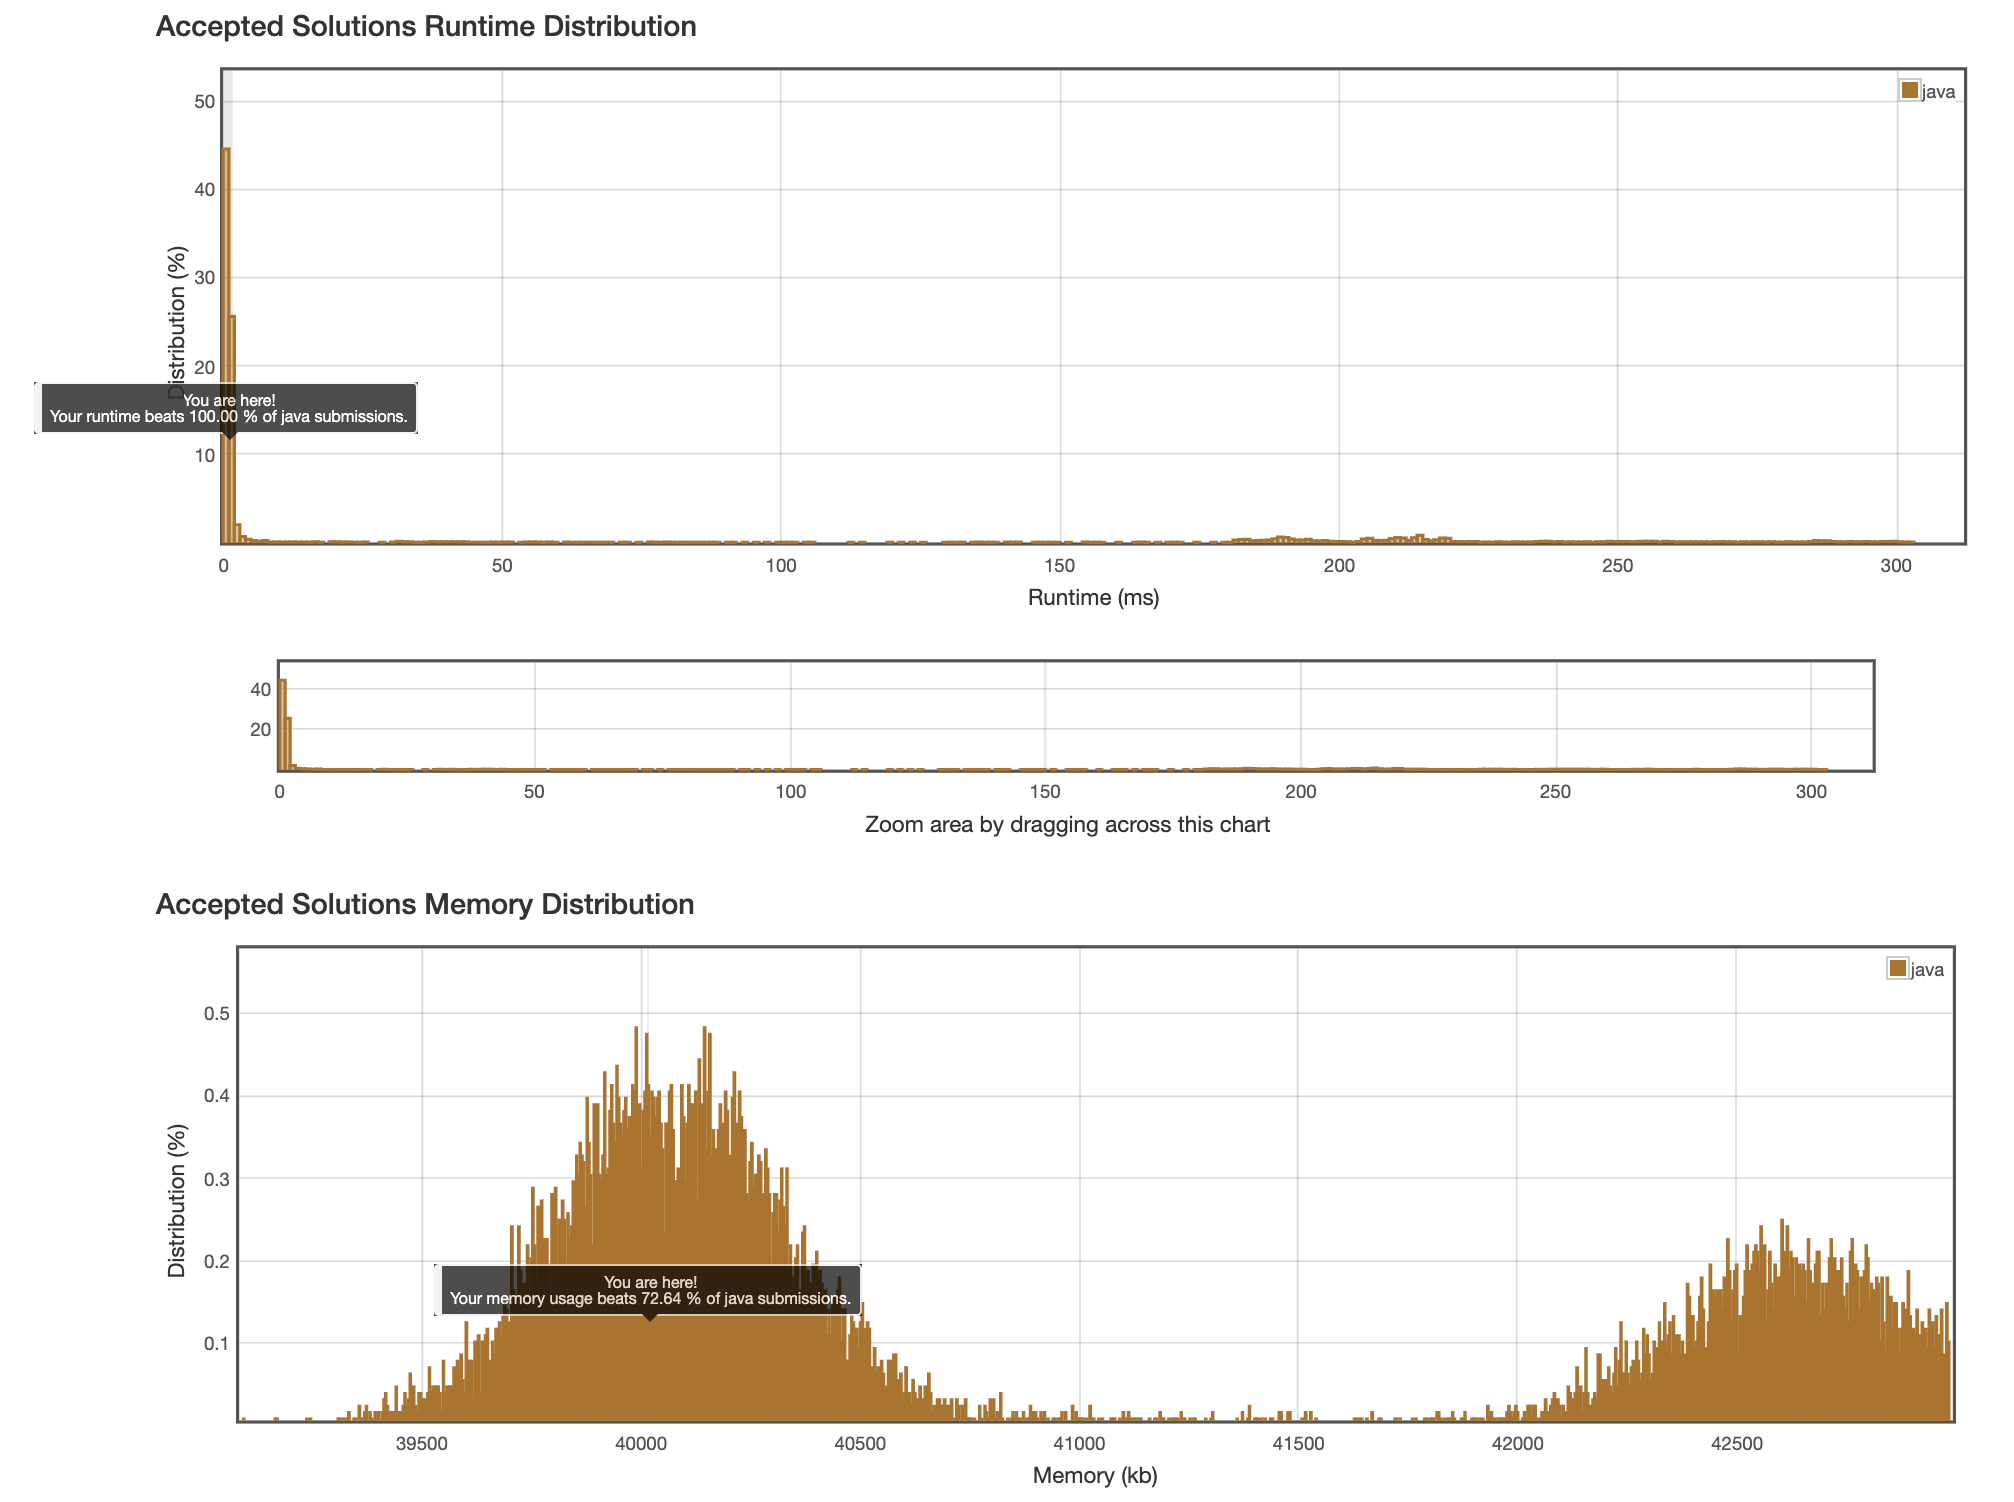 Accepted Solutions Runtime Distribution
java
50
40
30
20
10
Distribution (%)
You are here!
Your runtime beats 100.00 % of java submissions.
0 50 100 150 200 250 300
Runtime (ms)
40
20
0 50 100 150 200 250 300
Zoom area by dragging across this chart
Accepted Solutions Memory Distribution
java
0.5
0.4
0.3
0.2
0.1
Distribution (%)
You are here!
Your memory usage beats 72.64 % of java submissions.
39500 40000 40500 41000 41500 42000 42500
Memory (kb)